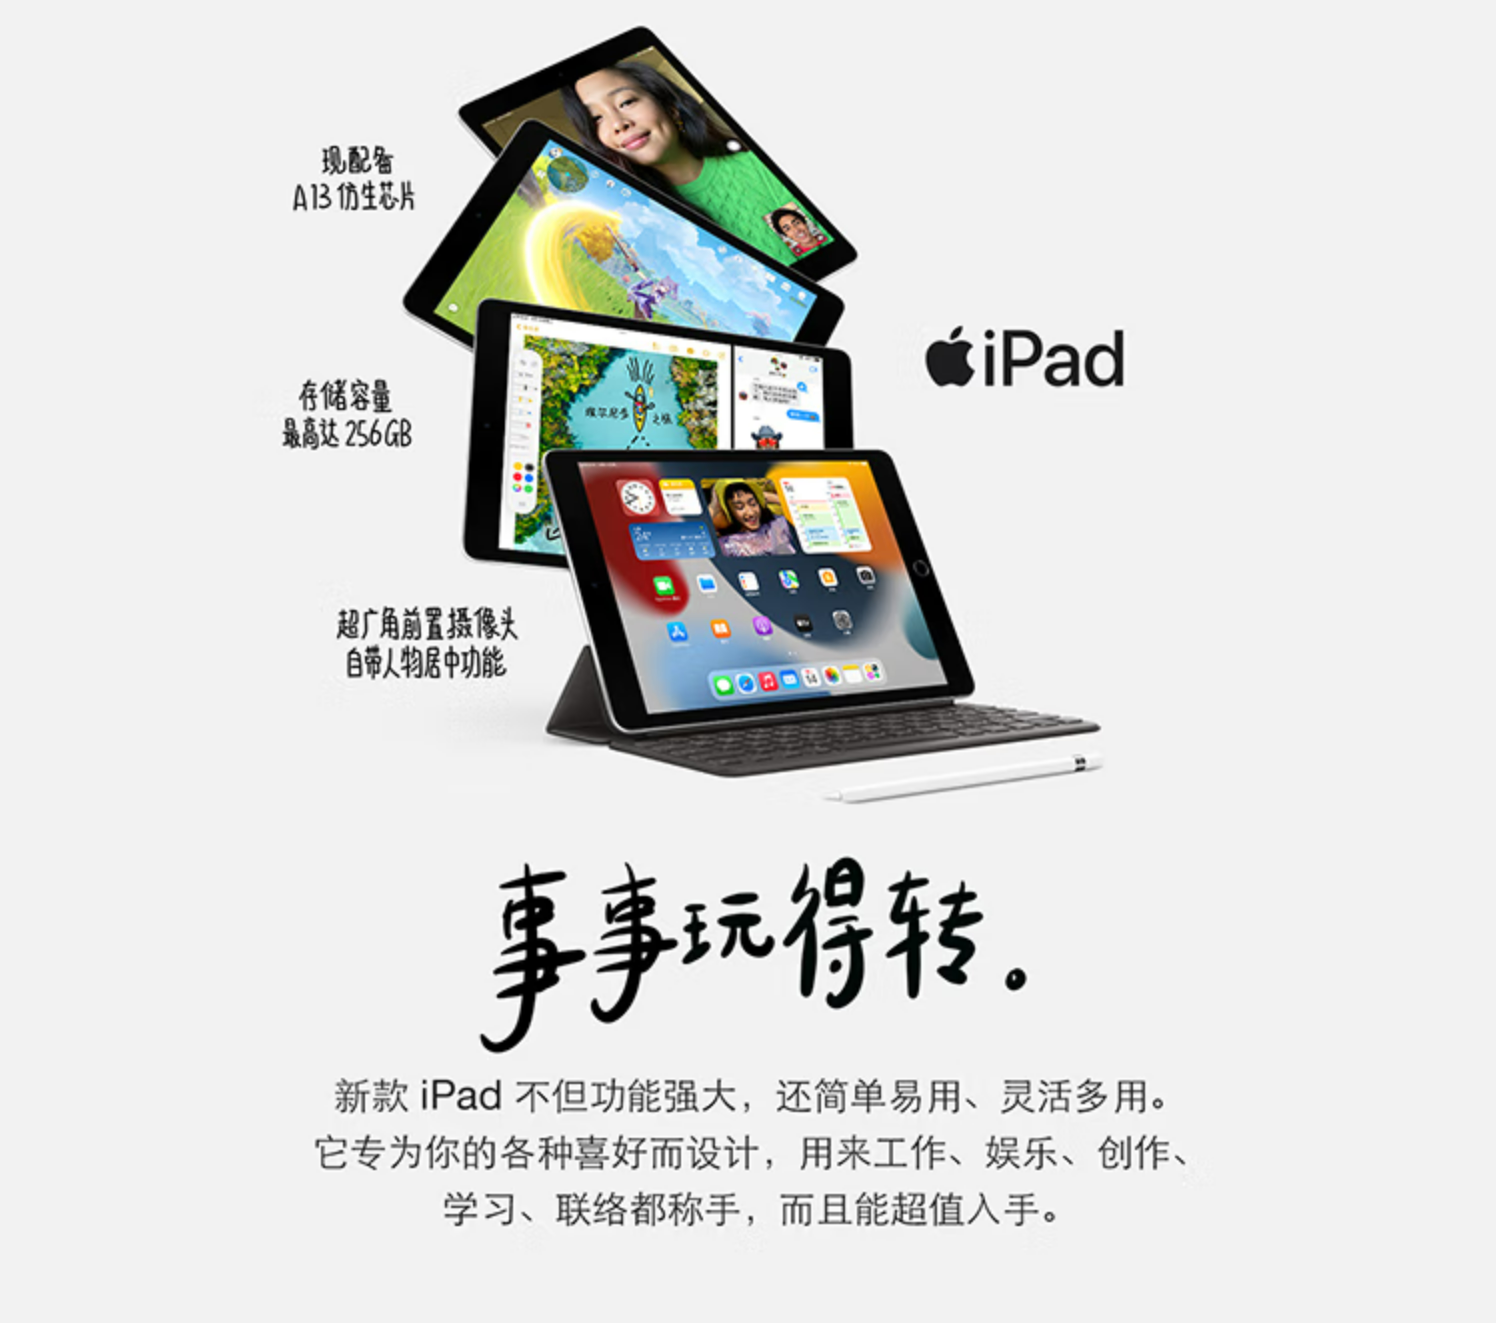 现配备
A13 仿生芯片
iPad
存储容量
最高达 256GB
超广角前置摄像头
自带人物居中功能
事事玩得转。
新款 iPad 不但功能强大，还简单易用、灵活多用。
它专为你的各种喜好而设计，用来工作、娱乐、创作、
学习、联络都称手，而且能超值入手。